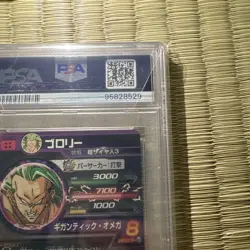 PSA PSA
95828529
ブロリー
超サイヤ人3
バーサーカー 打撃
3000
7100
1000
ギガンティック・オメガ
8